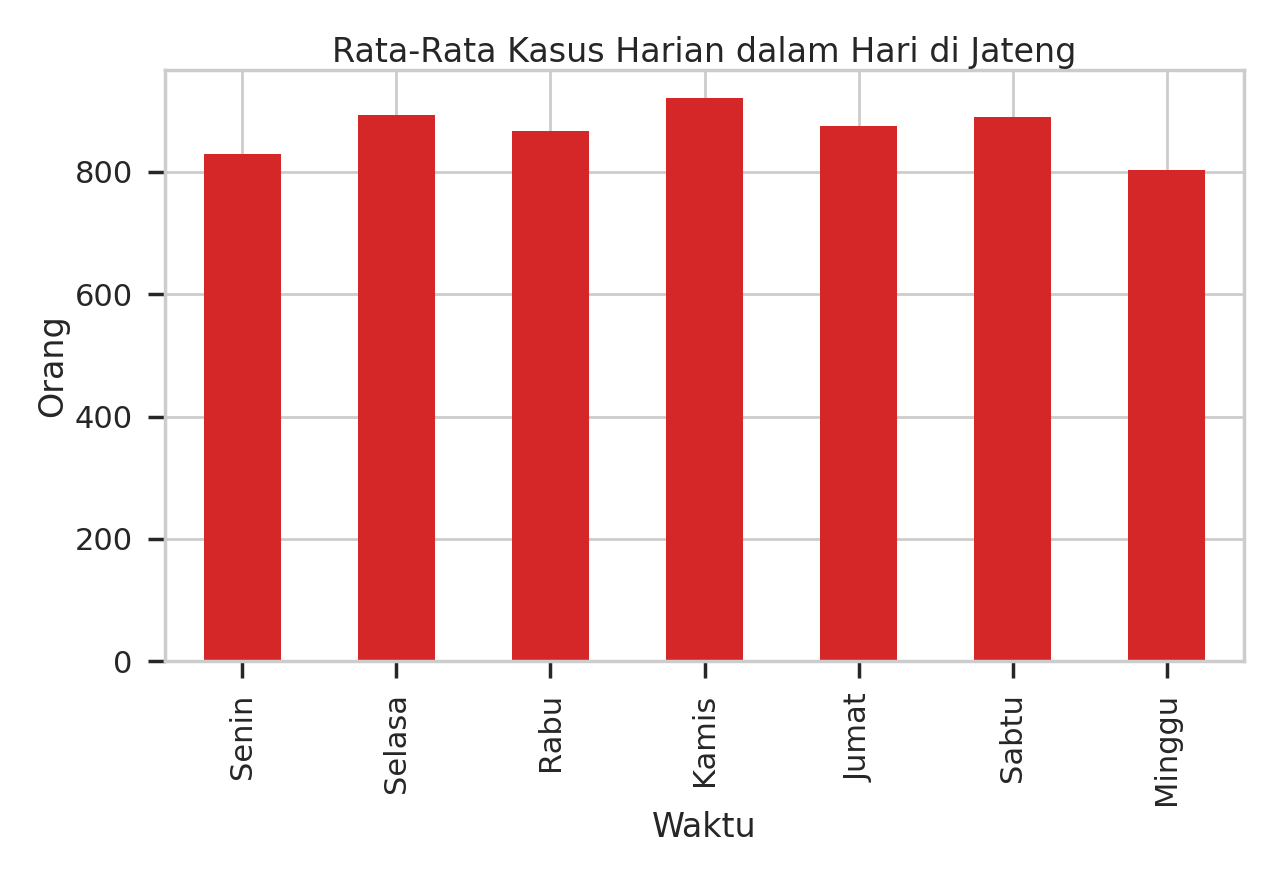 Rata-Rata Kasus Harian dalam Hari di Jateng
Orang
800
600
400
200
0
Senin
Selasa
Rabu
Kamis
Jumat
Sabtu
Minggu
Waktu